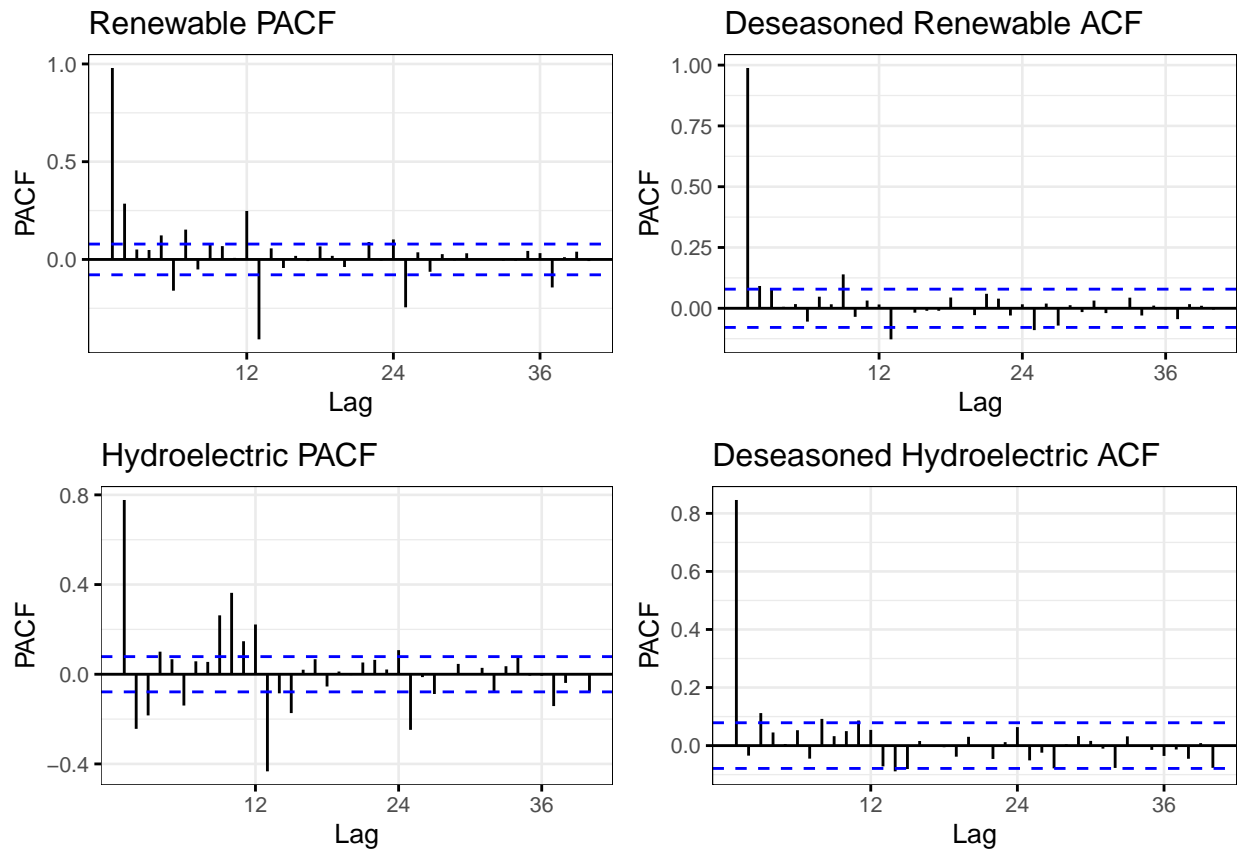 Renewable PACF
1.0
0.5
0.0
PACF
12
24
36
Lag
Deseasoned Renewable ACF
1.00
0.75
0.50
0.25
0.00
PACF
12
24
36
Lag
Hydroelectric PACF
0.8
0.4
0.0
−0.4
PACF
12
24
36
Lag
Deseasoned Hydroelectric ACF
0.8
0.6
0.4
0.2
0.0
PACF
12
24
36
Lag